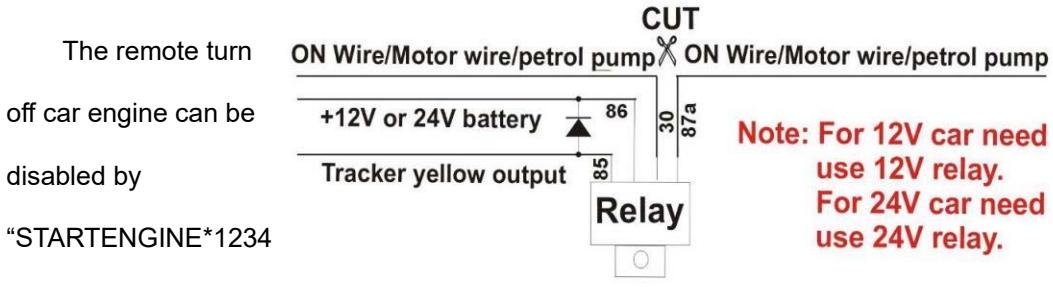 CUT
The remote turn
off car engine can be
disabled by
“STARTENGINE*1234
ON Wire/Motor wire/petrol pump
ON Wire/Motor wire/petrol pump
+12V or 24V battery
86
30
87a
Tracker yellow output
85
Relay
Note: For 12V car need
use 12V relay.
For 24V car need
use 24V relay.